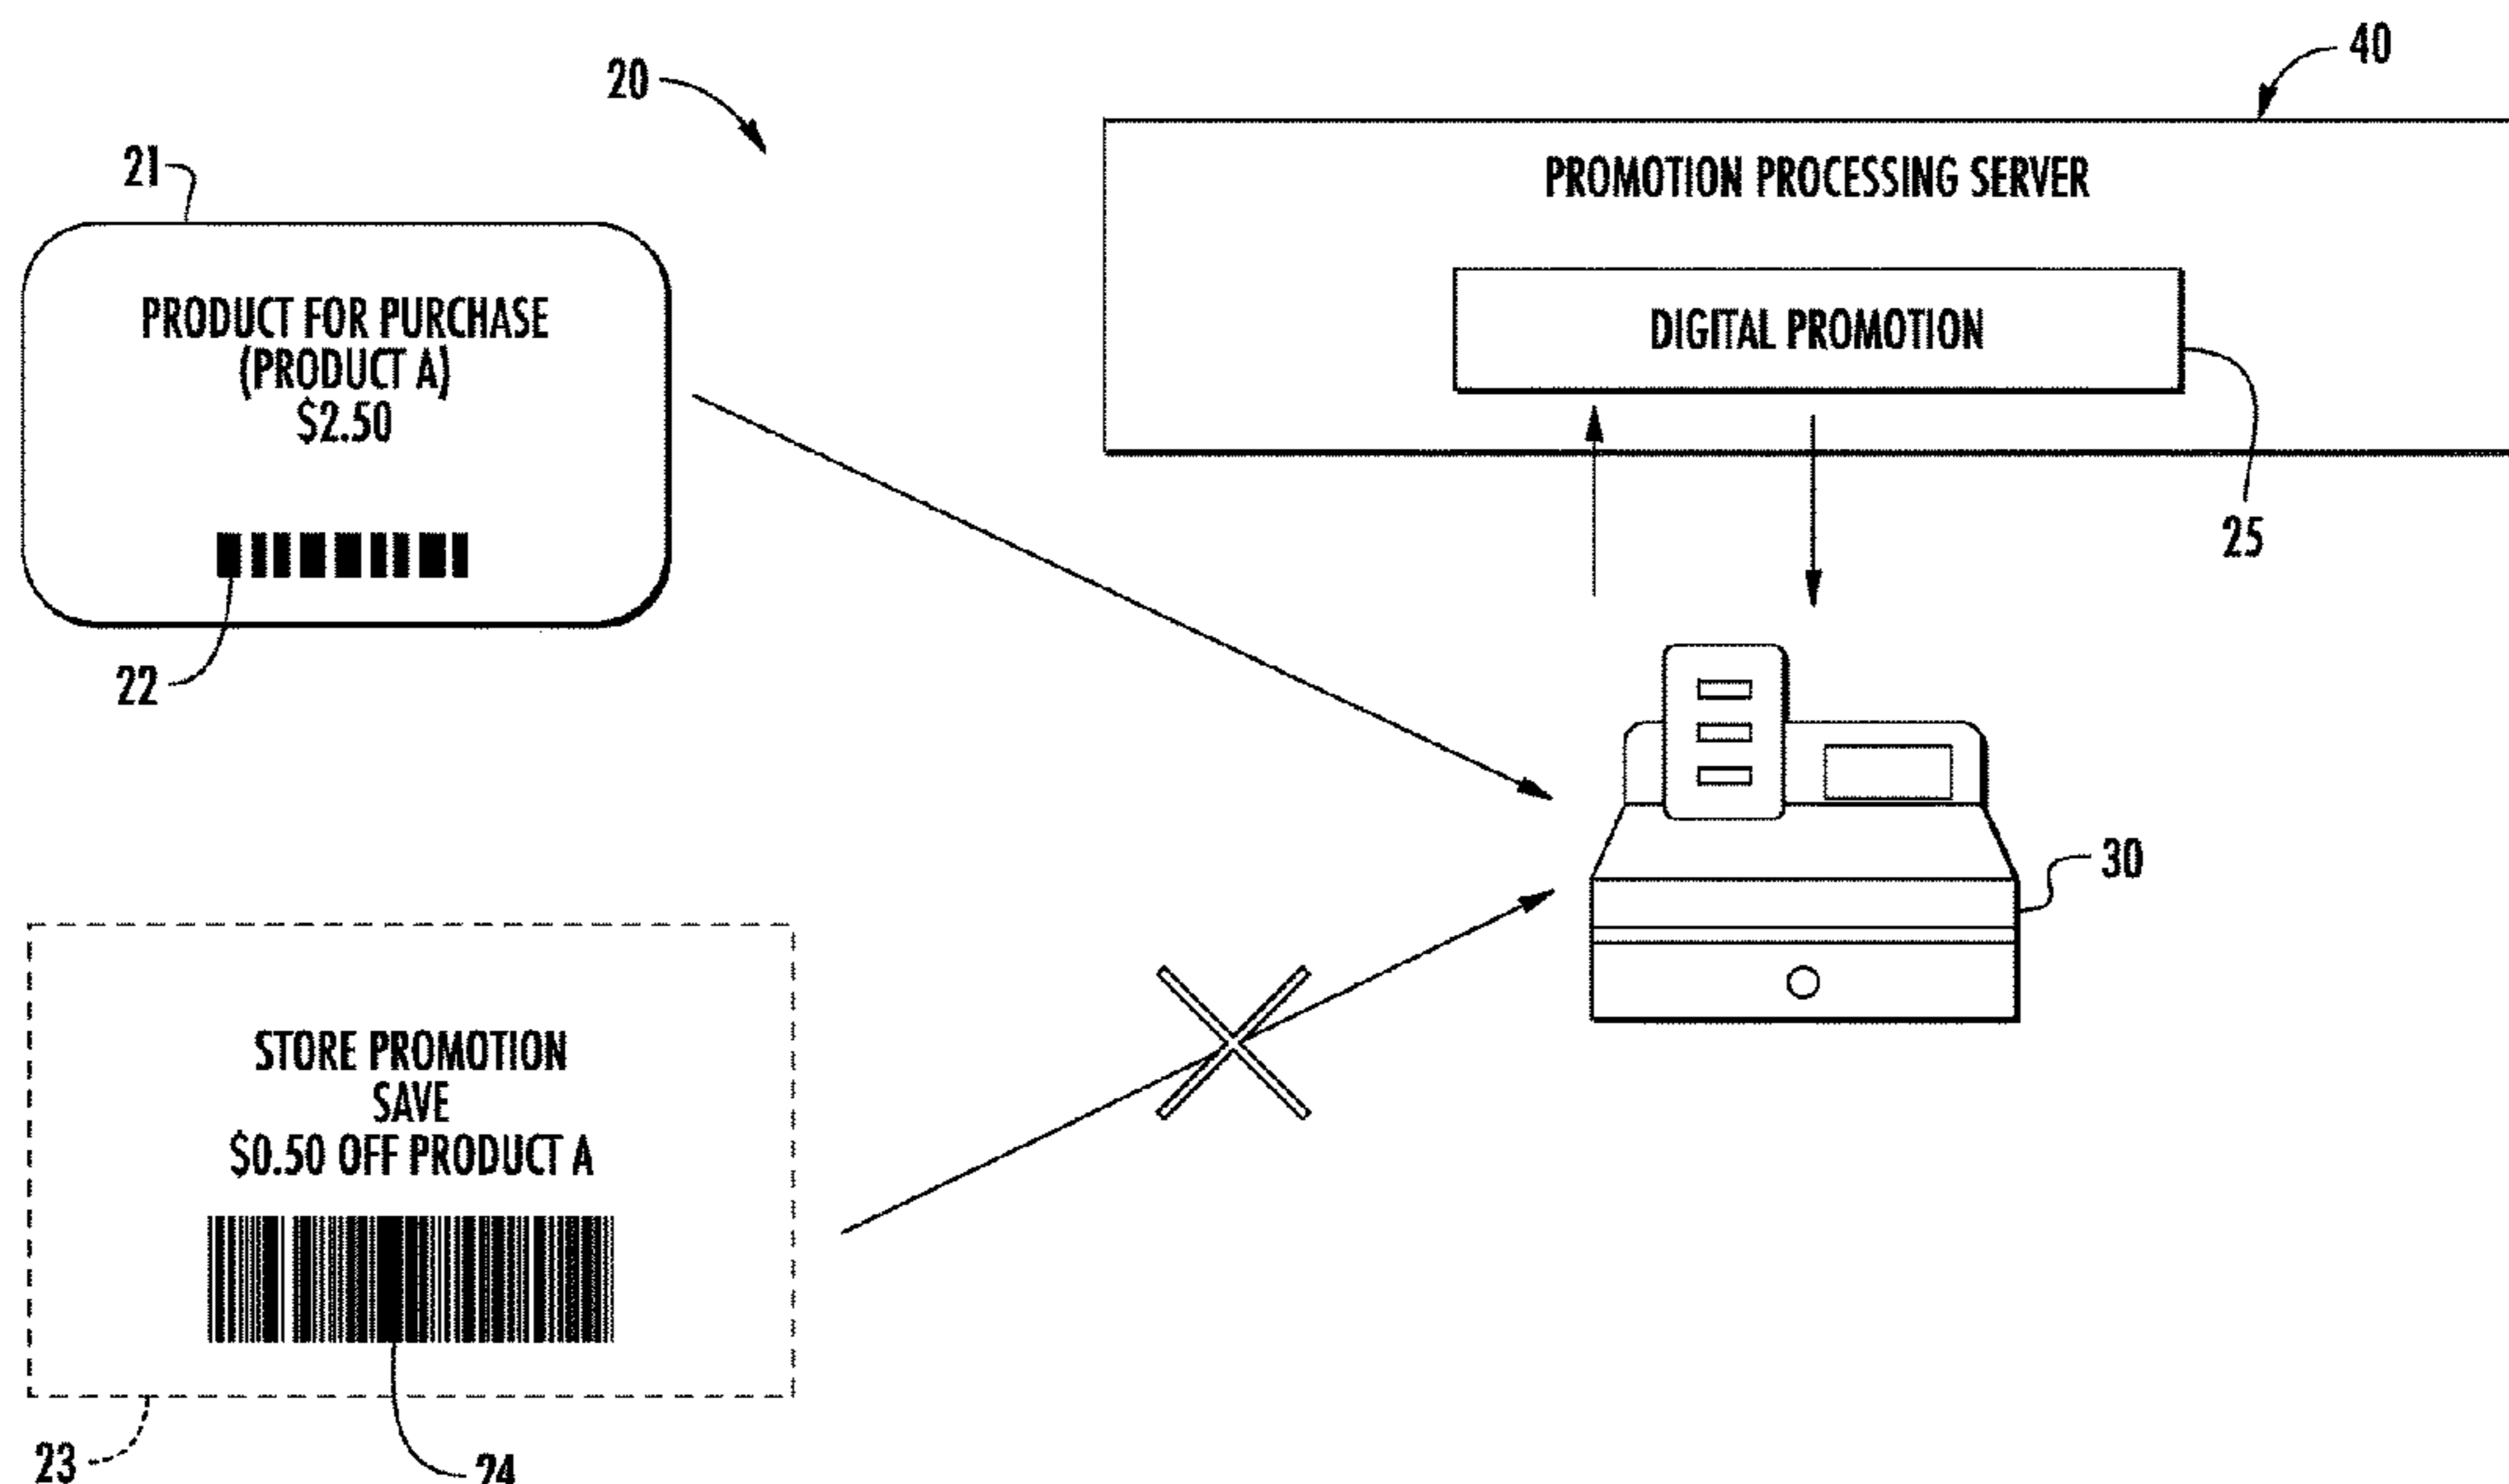 20
40
21
PROMOTION PROCESSING SERVER
PRODUCT FOR PURCHASE
(PRODUCT A)
$2.50
DIGITAL PROMOTION
25
22
30
STORE PROMOTION
SAVE
$0.50 OFF PRODUCT A
23
24